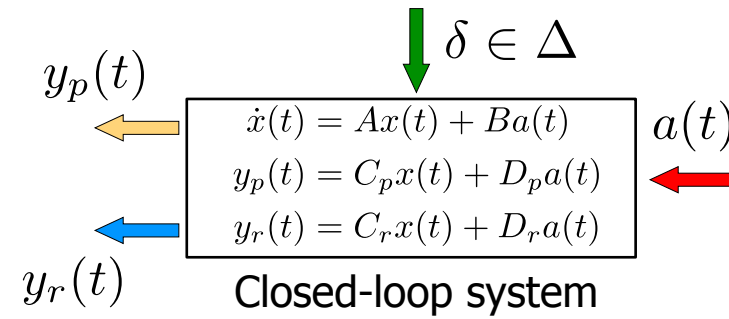 δ ∈ Δ
y_p(t)
ẋ(t) = Ax(t) + Ba(t)
a(t)
y_p(t) = C_p x(t) + D_p a(t)
y_r(t) = C_r x(t) + D_r a(t)
y_r(t)
Closed-loop system